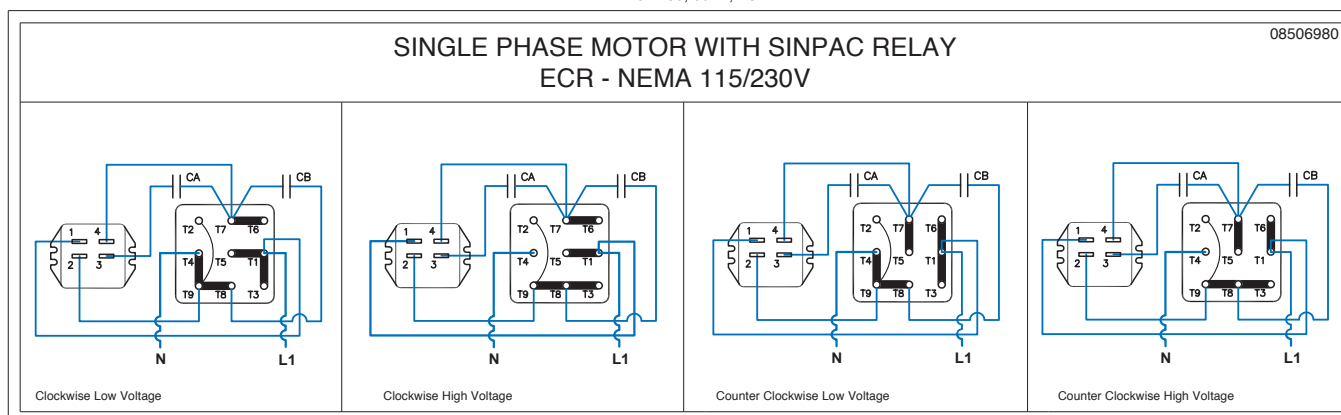 SINGLE PHASE MOTOR WITH SINPAC RELAY
08506980
ECR - NEMA 115/230V
CA
CB
1
4
2
3
T2
T7
T6
T4
T5
T1
T9
T8
T3
N
L1
Clockwise Low Voltage
CA
CB
1
4
2
3
T2
T7
T6
T4
T5
T1
T9
T8
T3
N
L1
Clockwise High Voltage
CA
CB
1
4
2
3
T2
T7
T6
T4
T5
T1
T9
T8
T3
N
L1
Counter Clockwise Low Voltage
CA
CB
1
4
2
3
T2
T7
T6
T4
T5
T1
T9
T8
T3
N
L1
Counter Clockwise High Voltage